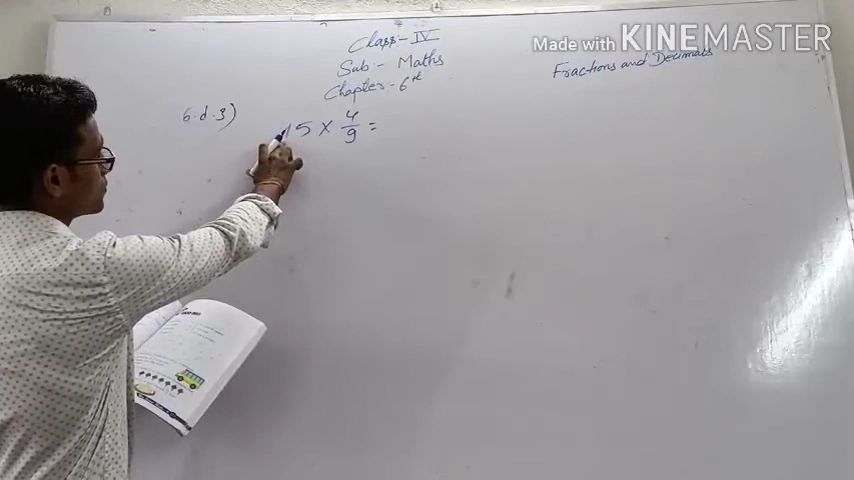 Class:- IV
Sub:- Maths
Chapter:- 6th
Fractions and Decimals
6.d.3)
15 × 4/9 =
Made with KINEMASTER